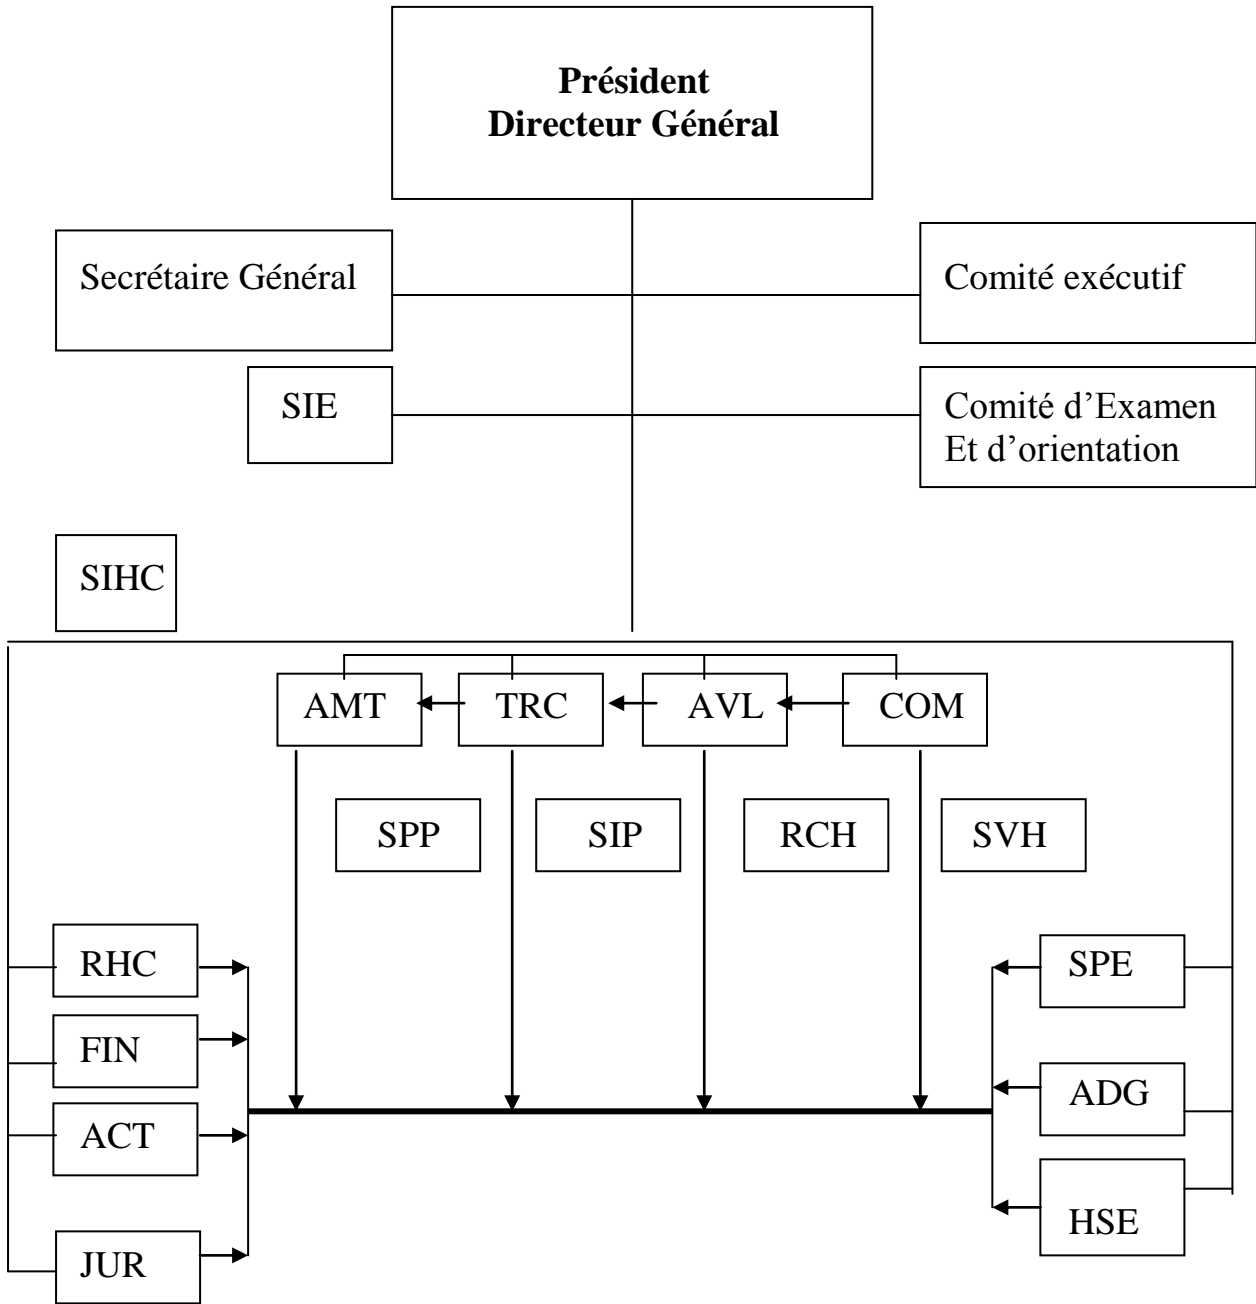 Président
Directeur Général
Secrétaire Général
Comité exécutif
SIE
Comité d’Examen
Et d’orientation
SIHC
AMT
TRC
AVL
COM
SPP
SIP
RCH
SVH
RHC
FIN
ACT
JUR
SPE
ADG
HSE